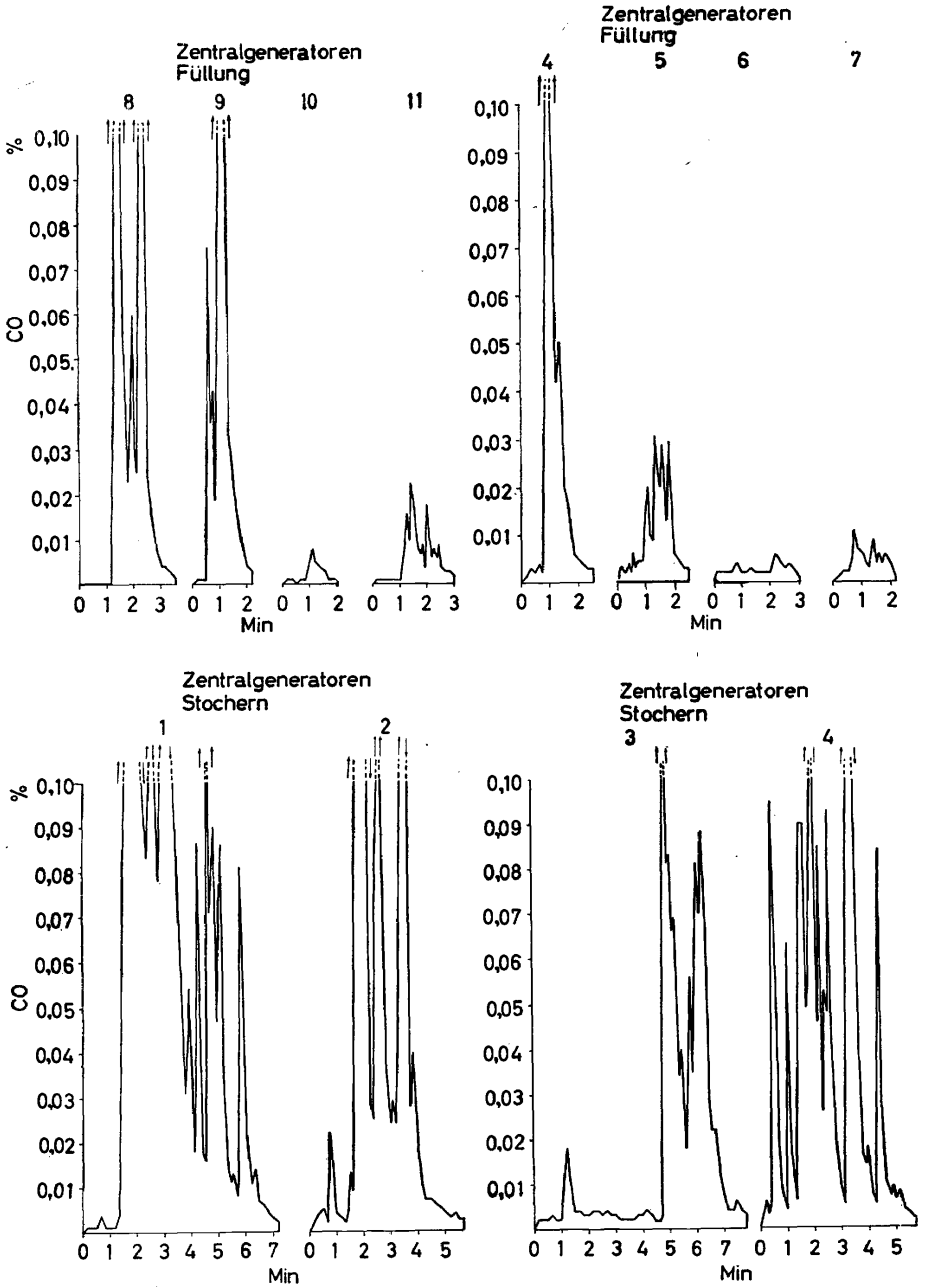 Zentralgeneratoren
Füllung
8 9 10 11
%
CO
0,10
0,09
0,08
0,07
0,06
0,05
0,04
0,03
0,02
0,01
0 1 2 3 0 1 2 0 1 2 0 1 2 3
Min
Zentralgeneratoren
Füllung
4 5 6 7
0,10
0,09
0,08
0,07
0,06
0,05
0,04
0,03
0,02
0,01
0 1 2 0 1 2 0 1 2 3 0 1 2
Min
Zentralgeneratoren
Stochern
1 2
%
CO
0,10
0,09
0,08
0,07
0,06
0,05
0,04
0,03
0,02
0,01
0 1 2 3 4 5 6 7 0 1 2 3 4 5
Min
Zentralgeneratoren
Stochern
3 4
0,10
0,09
0,08
0,07
0,06
0,05
0,04
0,03
0,02
0,01
0 1 2 3 4 5 6 7 0 1 2 3 4 5
Min